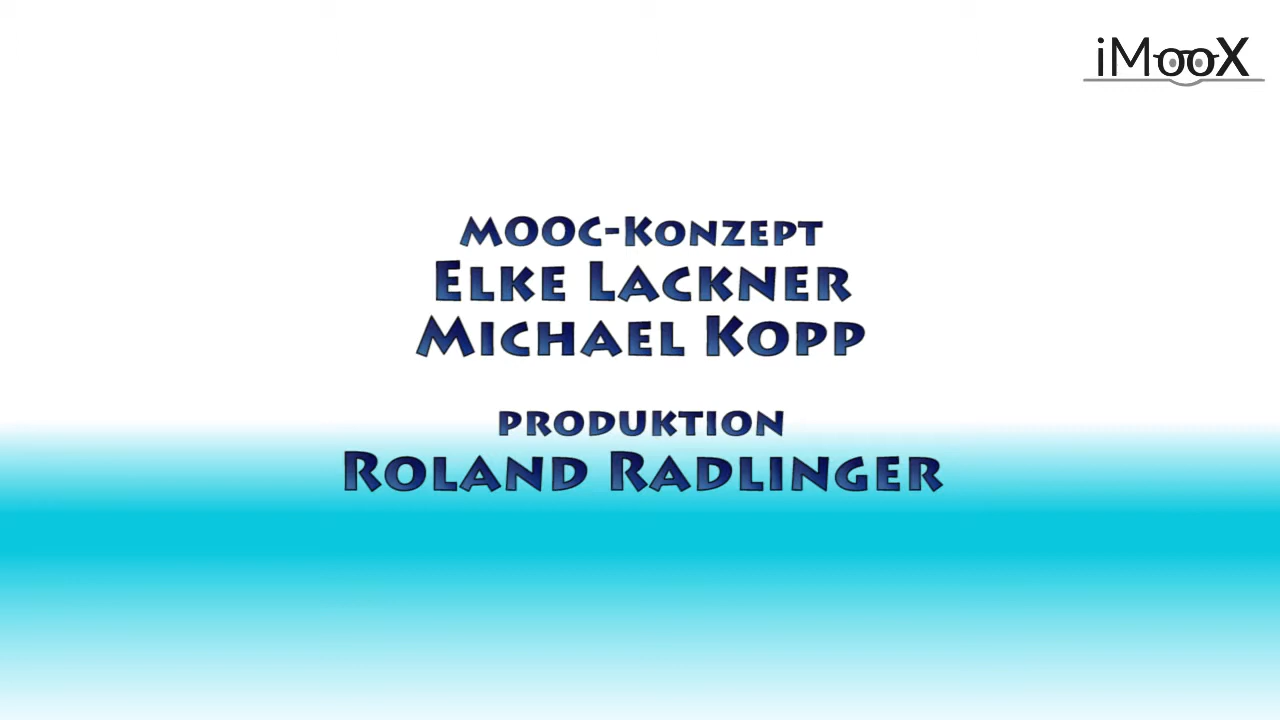 iMooX
MOOC-Konzept
Elke Lackner
Michael Kopp
Produktion
Roland Radlinger